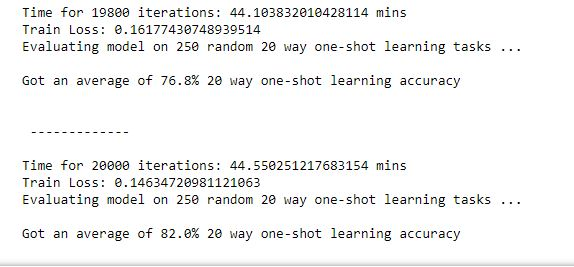 Time for 19800 iterations: 44.103832010428114 mins
Train Loss: 0.16177430748939514
Evaluating model on 250 random 20 way one-shot learning tasks ...
Got an average of 76.8% 20 way one-shot learning accuracy
-------------
Time for 20000 iterations: 44.550251217683154 mins
Train Loss: 0.14634720981121063
Evaluating model on 250 random 20 way one-shot learning tasks ...
Got an average of 82.0% 20 way one-shot learning accuracy